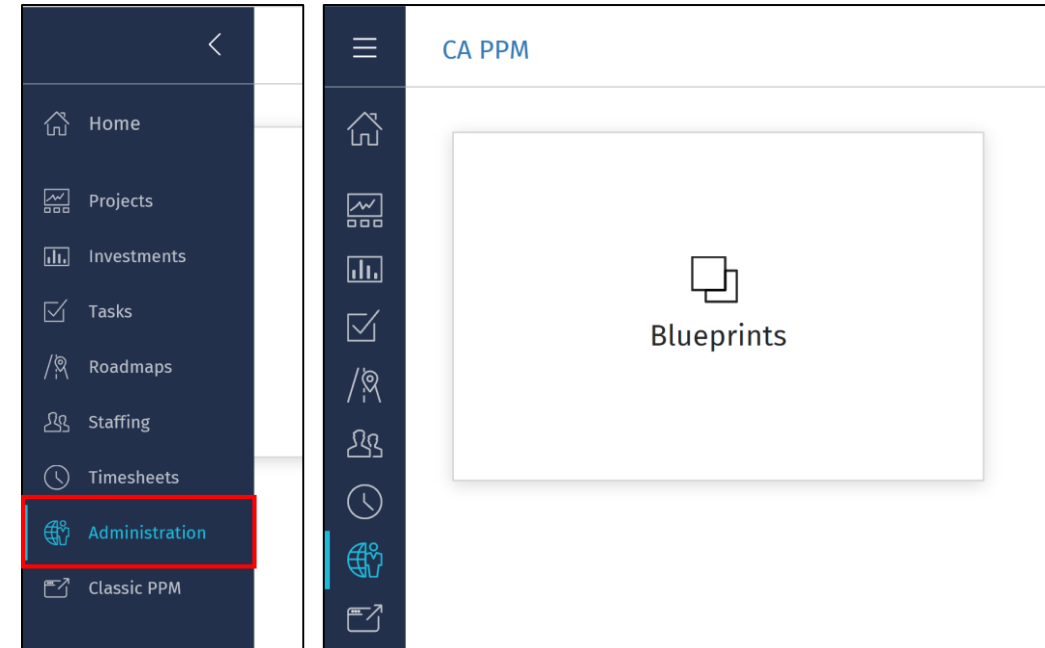 Home
Projects
Investments
Tasks
Roadmaps
Staffing
Timesheets
Administration
Classic PPM
CA PPM
Blueprints